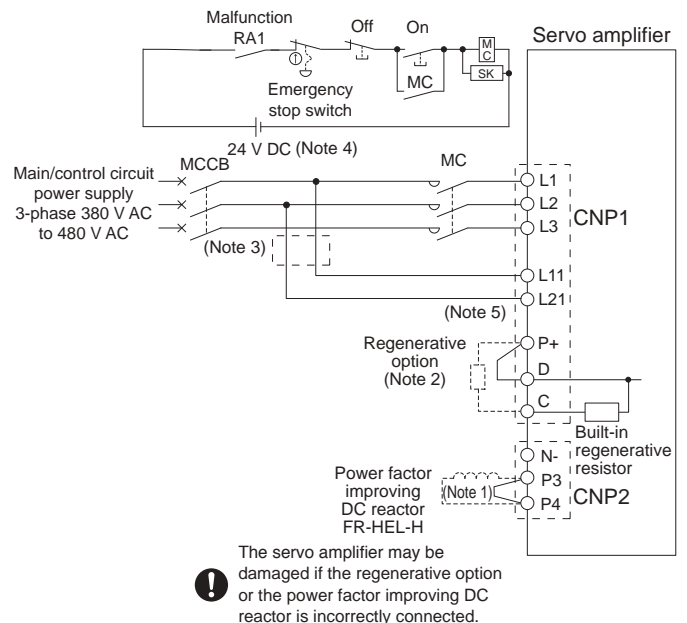 Malfunction
RA1
Off
On
M
C
SK
MC
Emergency
stop switch
24 V DC (Note 4)
Servo amplifier
Main/control circuit
power supply
3-phase 380 V AC
to 480 V AC
MCCB
MC
(Note 3)
L1
L2
L3
CNP1
L11
L21
(Note 5)
Regenerative
option
(Note 2)
P+
D
C
Built-in
regenerative
resistor
N-
P3
P4
CNP2
Power factor
improving
DC reactor
FR-HEL-H
(Note 1)
The servo amplifier may be
damaged if the regenerative option
or the power factor improving DC
reactor is incorrectly connected.